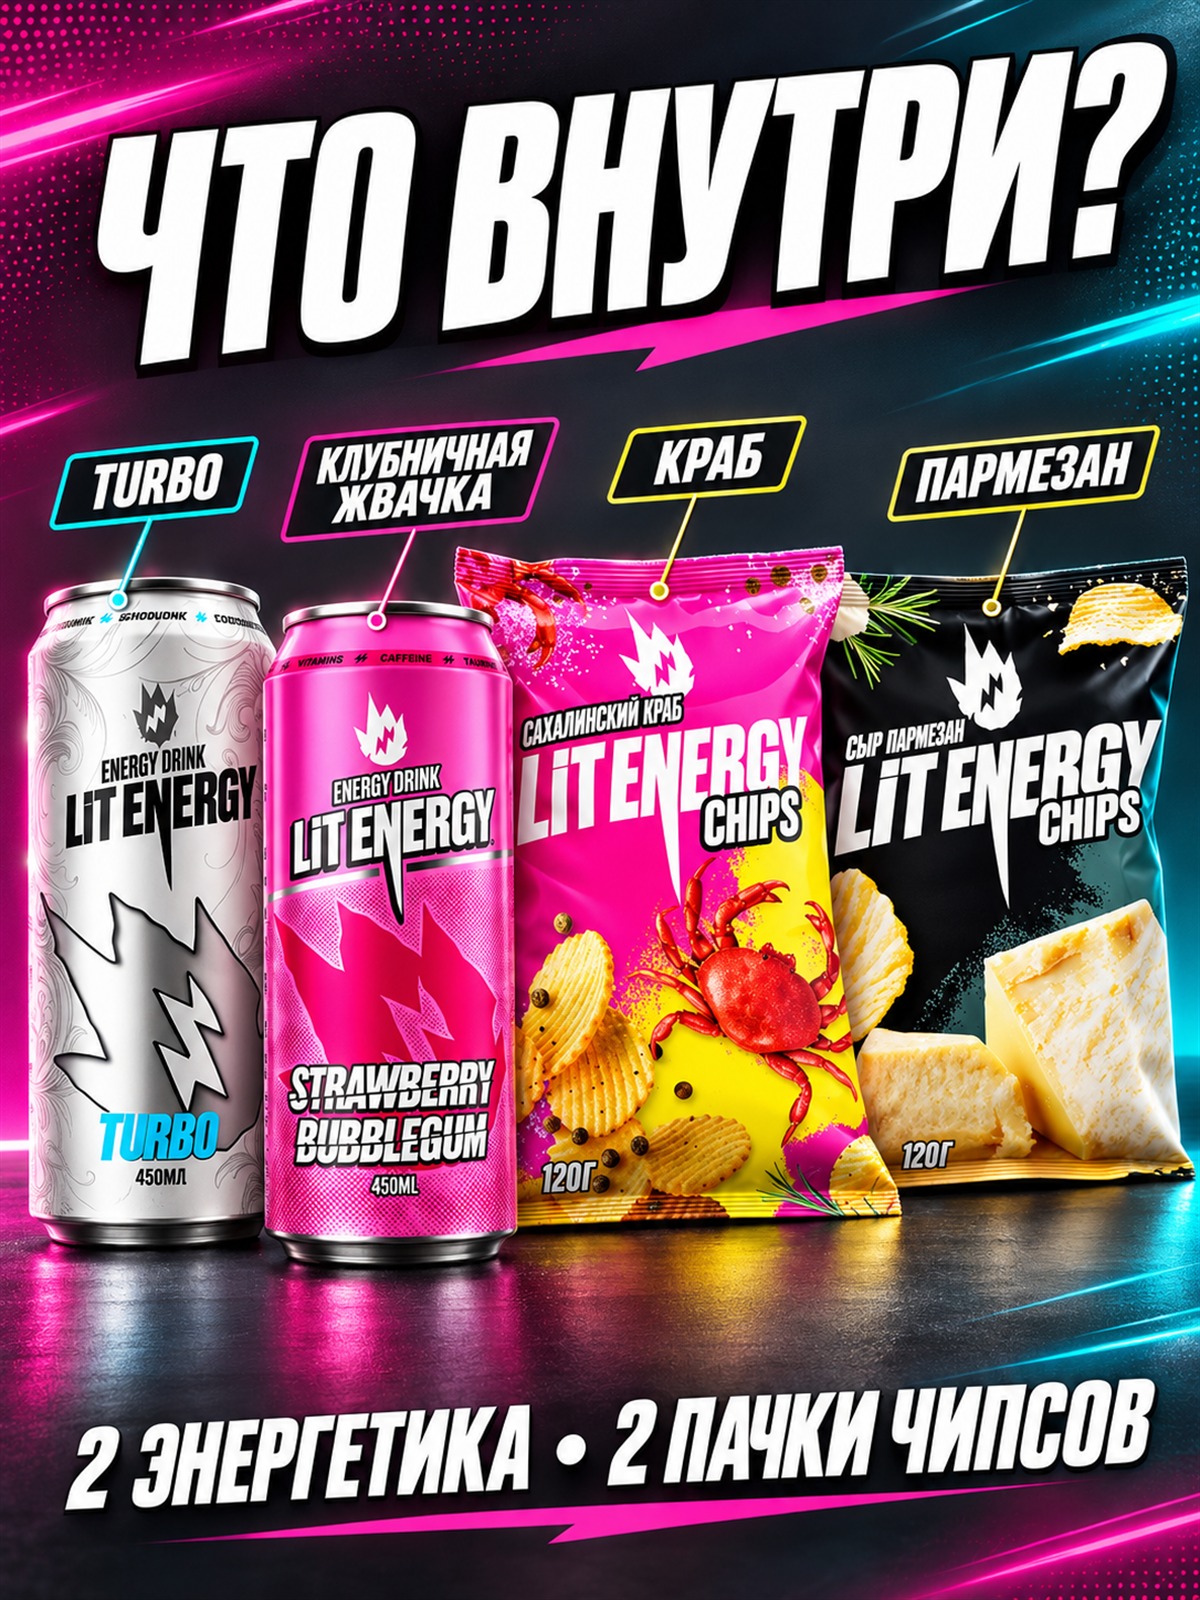 ЧТО ВНУТРИ?
TURBO
КЛУБНИЧНАЯ
ЖВАЧКА
КРАБ
ПАРМЕЗАН
ENERGY DRINK
LIT ENERGY
TURBO
450МЛ
VITAMINS CAFFEINE
ENERGY DRINK
LIT ENERGY
STRAWBERRY
BUBBLEGUM
450ML
САХАЛИНСКИЙ КРАБ
LIT ENERGY
CHIPS
120Г
СЫР ПАРМЕЗАН
LIT ENERGY
CHIPS
120Г
2 ЭНЕРГЕТИКА • 2 ПАЧКИ ЧИПСОВ